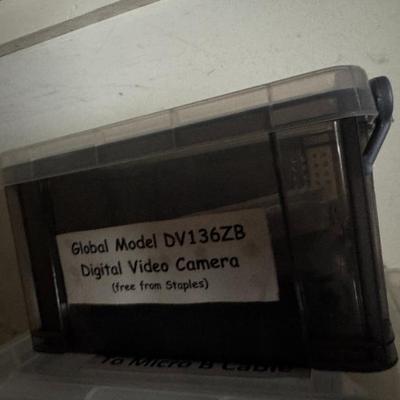 Global Model DV136ZB
Digital Video Camera
(free from Staples)
To Micro B Cable